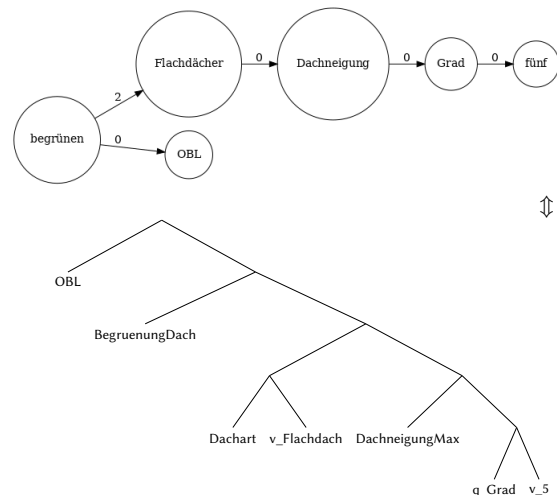 0
0
0
Flachdächer
Dachneigung
Grad
fünf
2
begrünen
0
OBL
⇕
OBL
BegruenungDach
Dachart v_Flachdach DachneigungMax
q_Grad v_5